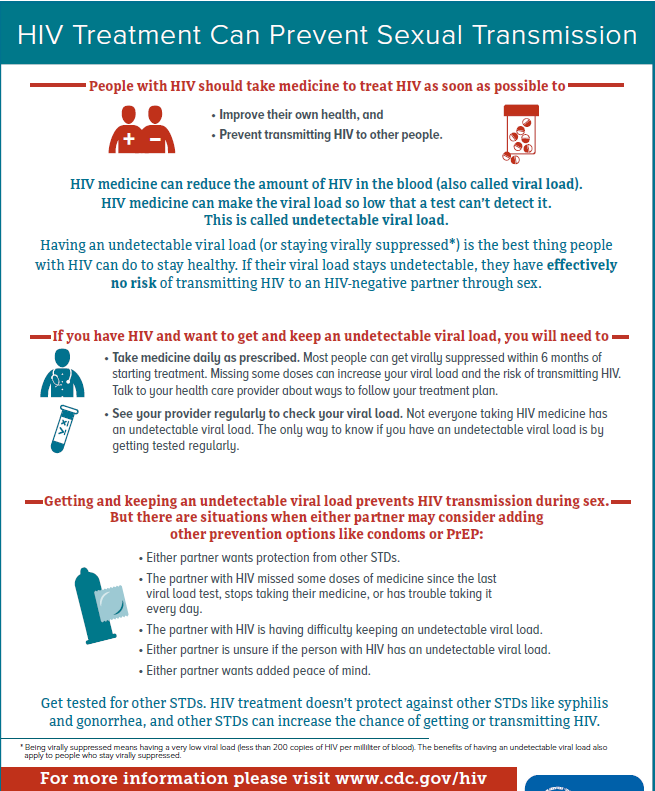 HIV Treatment Can Prevent Sexual Transmission
People with HIV should take medicine to treat HIV as soon as possible to
• Improve their own health, and
• Prevent transmitting HIV to other people.
HIV medicine can reduce the amount of HIV in the blood (also called viral load).
HIV medicine can make the viral load so low that a test can't detect it.
This is called undetectable viral load.
Having an undetectable viral load (or staying virally suppressed*) is the best thing people
with HIV can do to stay healthy. If their viral load stays undetectable, they have effectively
no risk of transmitting HIV to an HIV-negative partner through sex.
If you have HIV and want to get and keep an undetectable viral load, you will need to
• Take medicine daily as prescribed. Most people can get virally suppressed within 6 months of
starting treatment. Missing some doses can increase your viral load and the risk of transmitting HIV.
Talk to your health care provider about ways to follow your treatment plan.
• See your provider regularly to check your viral load. Not everyone taking HIV medicine has
an undetectable viral load. The only way to know if you have an undetectable viral load is by
getting tested regularly.
Getting and keeping an undetectable viral load prevents HIV transmission during sex.
But there are situations when either partner may consider adding
other prevention options like condoms or PrEP:
• Either partner wants protection from other STDs.
• The partner with HIV missed some doses of medicine since the last
viral load test, stops taking their medicine, or has trouble taking it
every day.
• The partner with HIV is having difficulty keeping an undetectable viral load.
• Either partner is unsure if the person with HIV has an undetectable viral load.
• Either partner wants added peace of mind.
Get tested for other STDs. HIV treatment doesn't protect against other STDs like syphilis
and gonorrhea, and other STDs can increase the chance of getting or transmitting HIV.
* Being virally suppressed means having a very low viral load (less than 200 copies of HIV per milliliter of blood). The benefits of having an undetectable viral load also
apply to people who stay virally suppressed.
For more information please visit www.cdc.gov/hiv